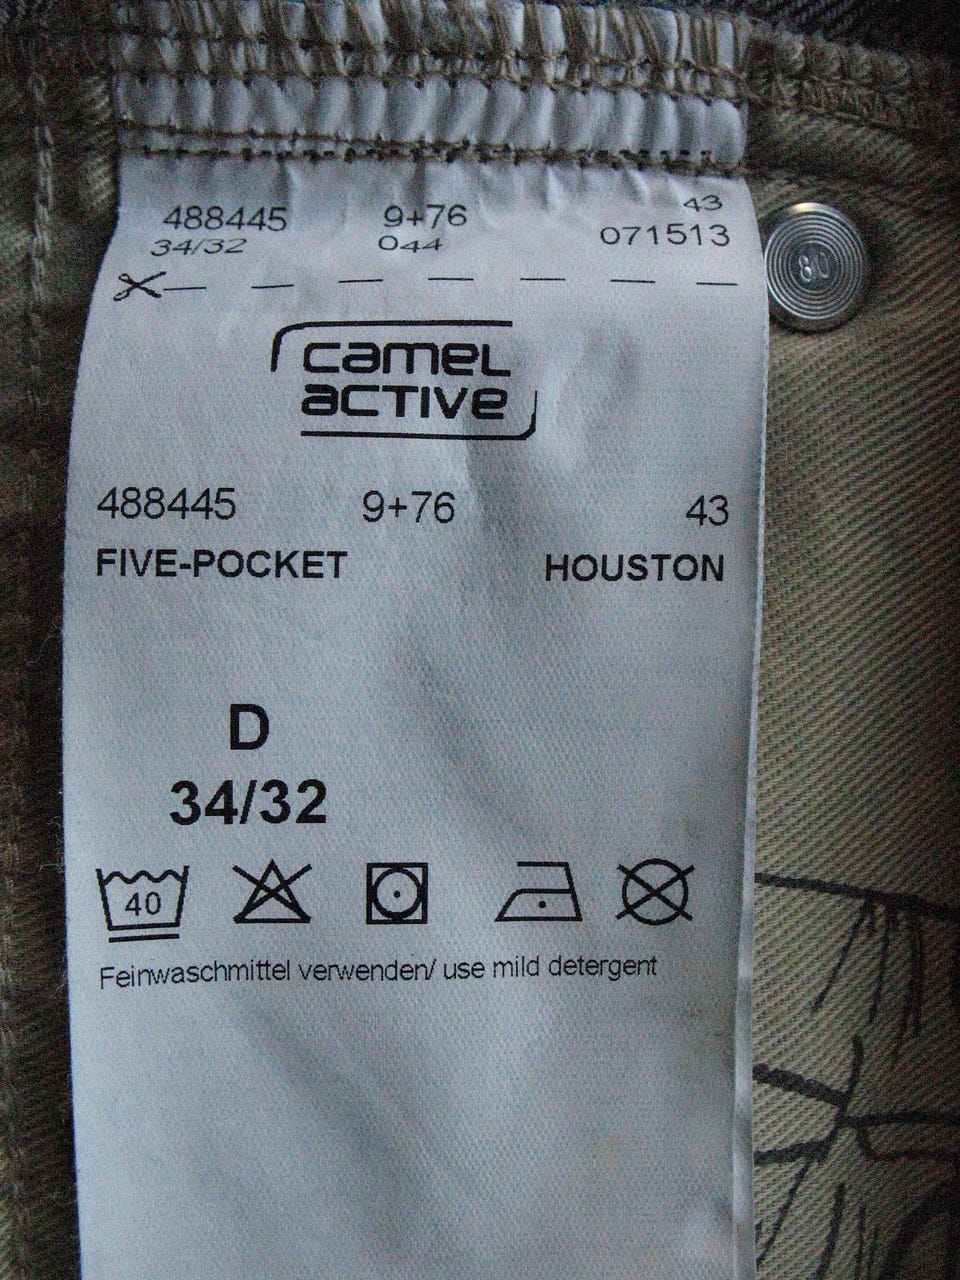 488445 9+76 43
34/32 044 071513
80
camel
active
488445 9+76 43
FIVE-POCKET HOUSTON
D
34/32
40
Feinwaschmittel verwenden/ use mild detergent